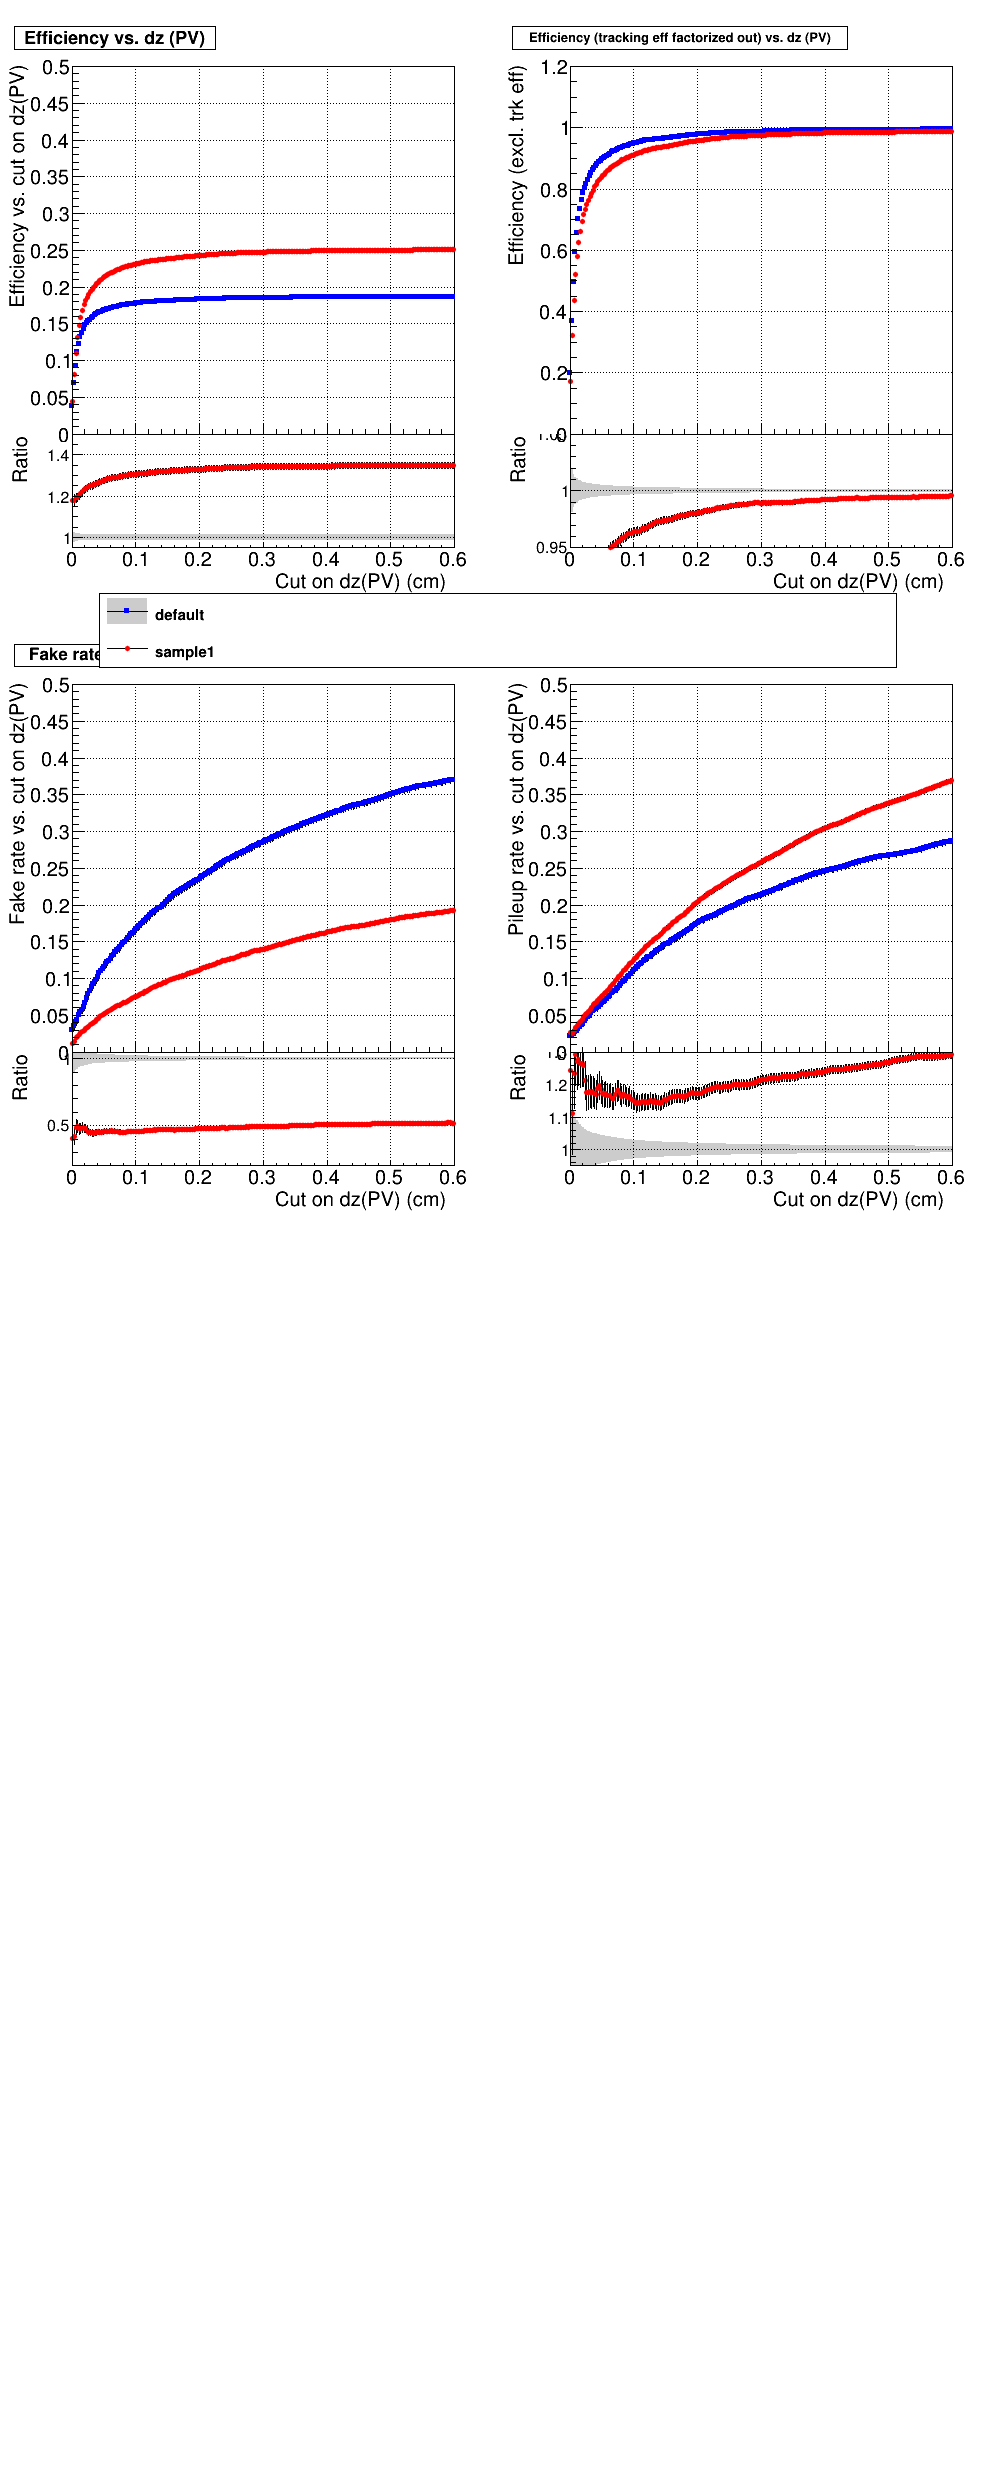 Efficiency vs. dz (PV)
Efficiency vs. cut on dz(PV)
0.5
0.45
0.4
0.35
0.3
0.25
0.2
0.15
0.1
0.05
0
Ratio
1.4
1.2
1
0 0.1 0.2 0.3 0.4 0.5 0.6
Cut on dz(PV) (cm)
Efficiency (tracking eff factorized out) vs. dz (PV)
Efficiency (excl. trk eff)
1.2
1
0.8
0.6
0.4
0.2
0
Ratio
1
0.95
0 0.1 0.2 0.3 0.4 0.5 0.6
Cut on dz(PV) (cm)
default
sample1
Fake rate
Fake rate vs. cut on dz(PV)
0.5
0.45
0.4
0.35
0.3
0.25
0.2
0.15
0.1
0.05
0
Ratio
0.5
0 0.1 0.2 0.3 0.4 0.5 0.6
Cut on dz(PV) (cm)
Pileup rate vs. cut on dz(PV)
0.5
0.45
0.4
0.35
0.3
0.25
0.2
0.15
0.1
0.05
0
Ratio
1.2
1.1
1
0 0.1 0.2 0.3 0.4 0.5 0.6
Cut on dz(PV) (cm)